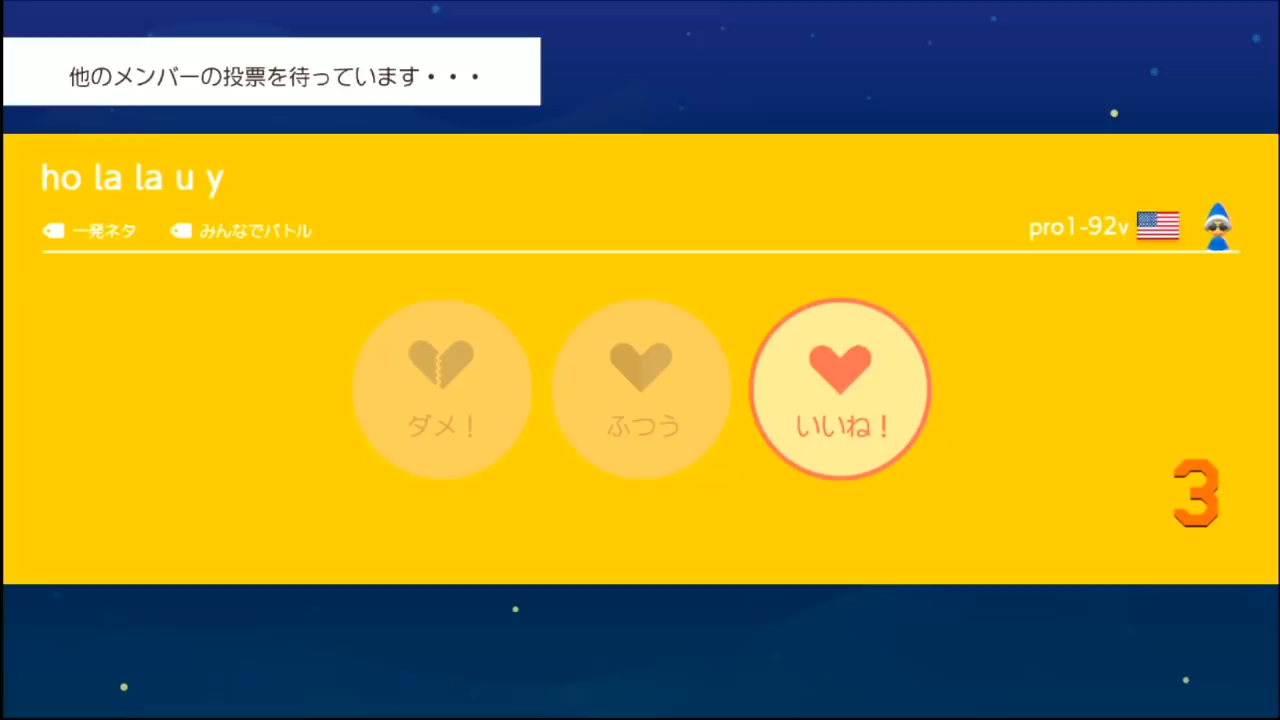 他のメンバーの投票を待っています・・・
ho la la u y
一発ネタ みんなでバトル
pro1-92v
ダメ！ ふつう いいね！
3